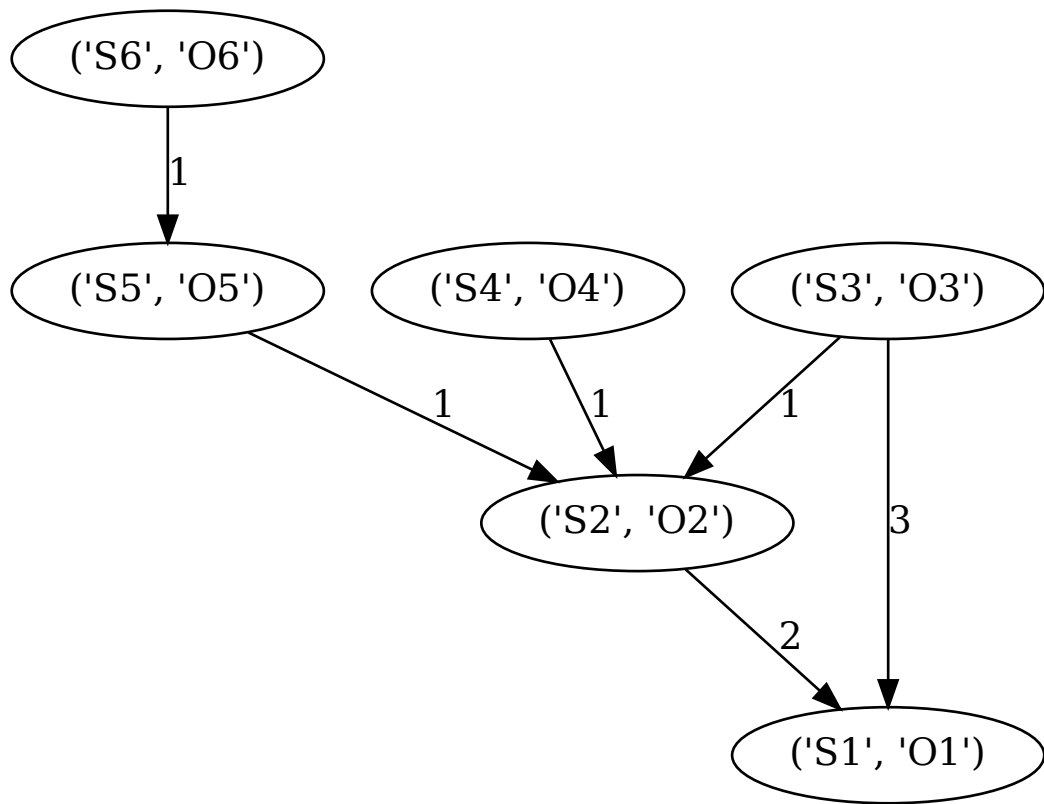 ('S6', 'O6')
1
('S5', 'O5')
('S4', 'O4')
('S3', 'O3')
1
1
1
('S2', 'O2')
3
2
('S1', 'O1')